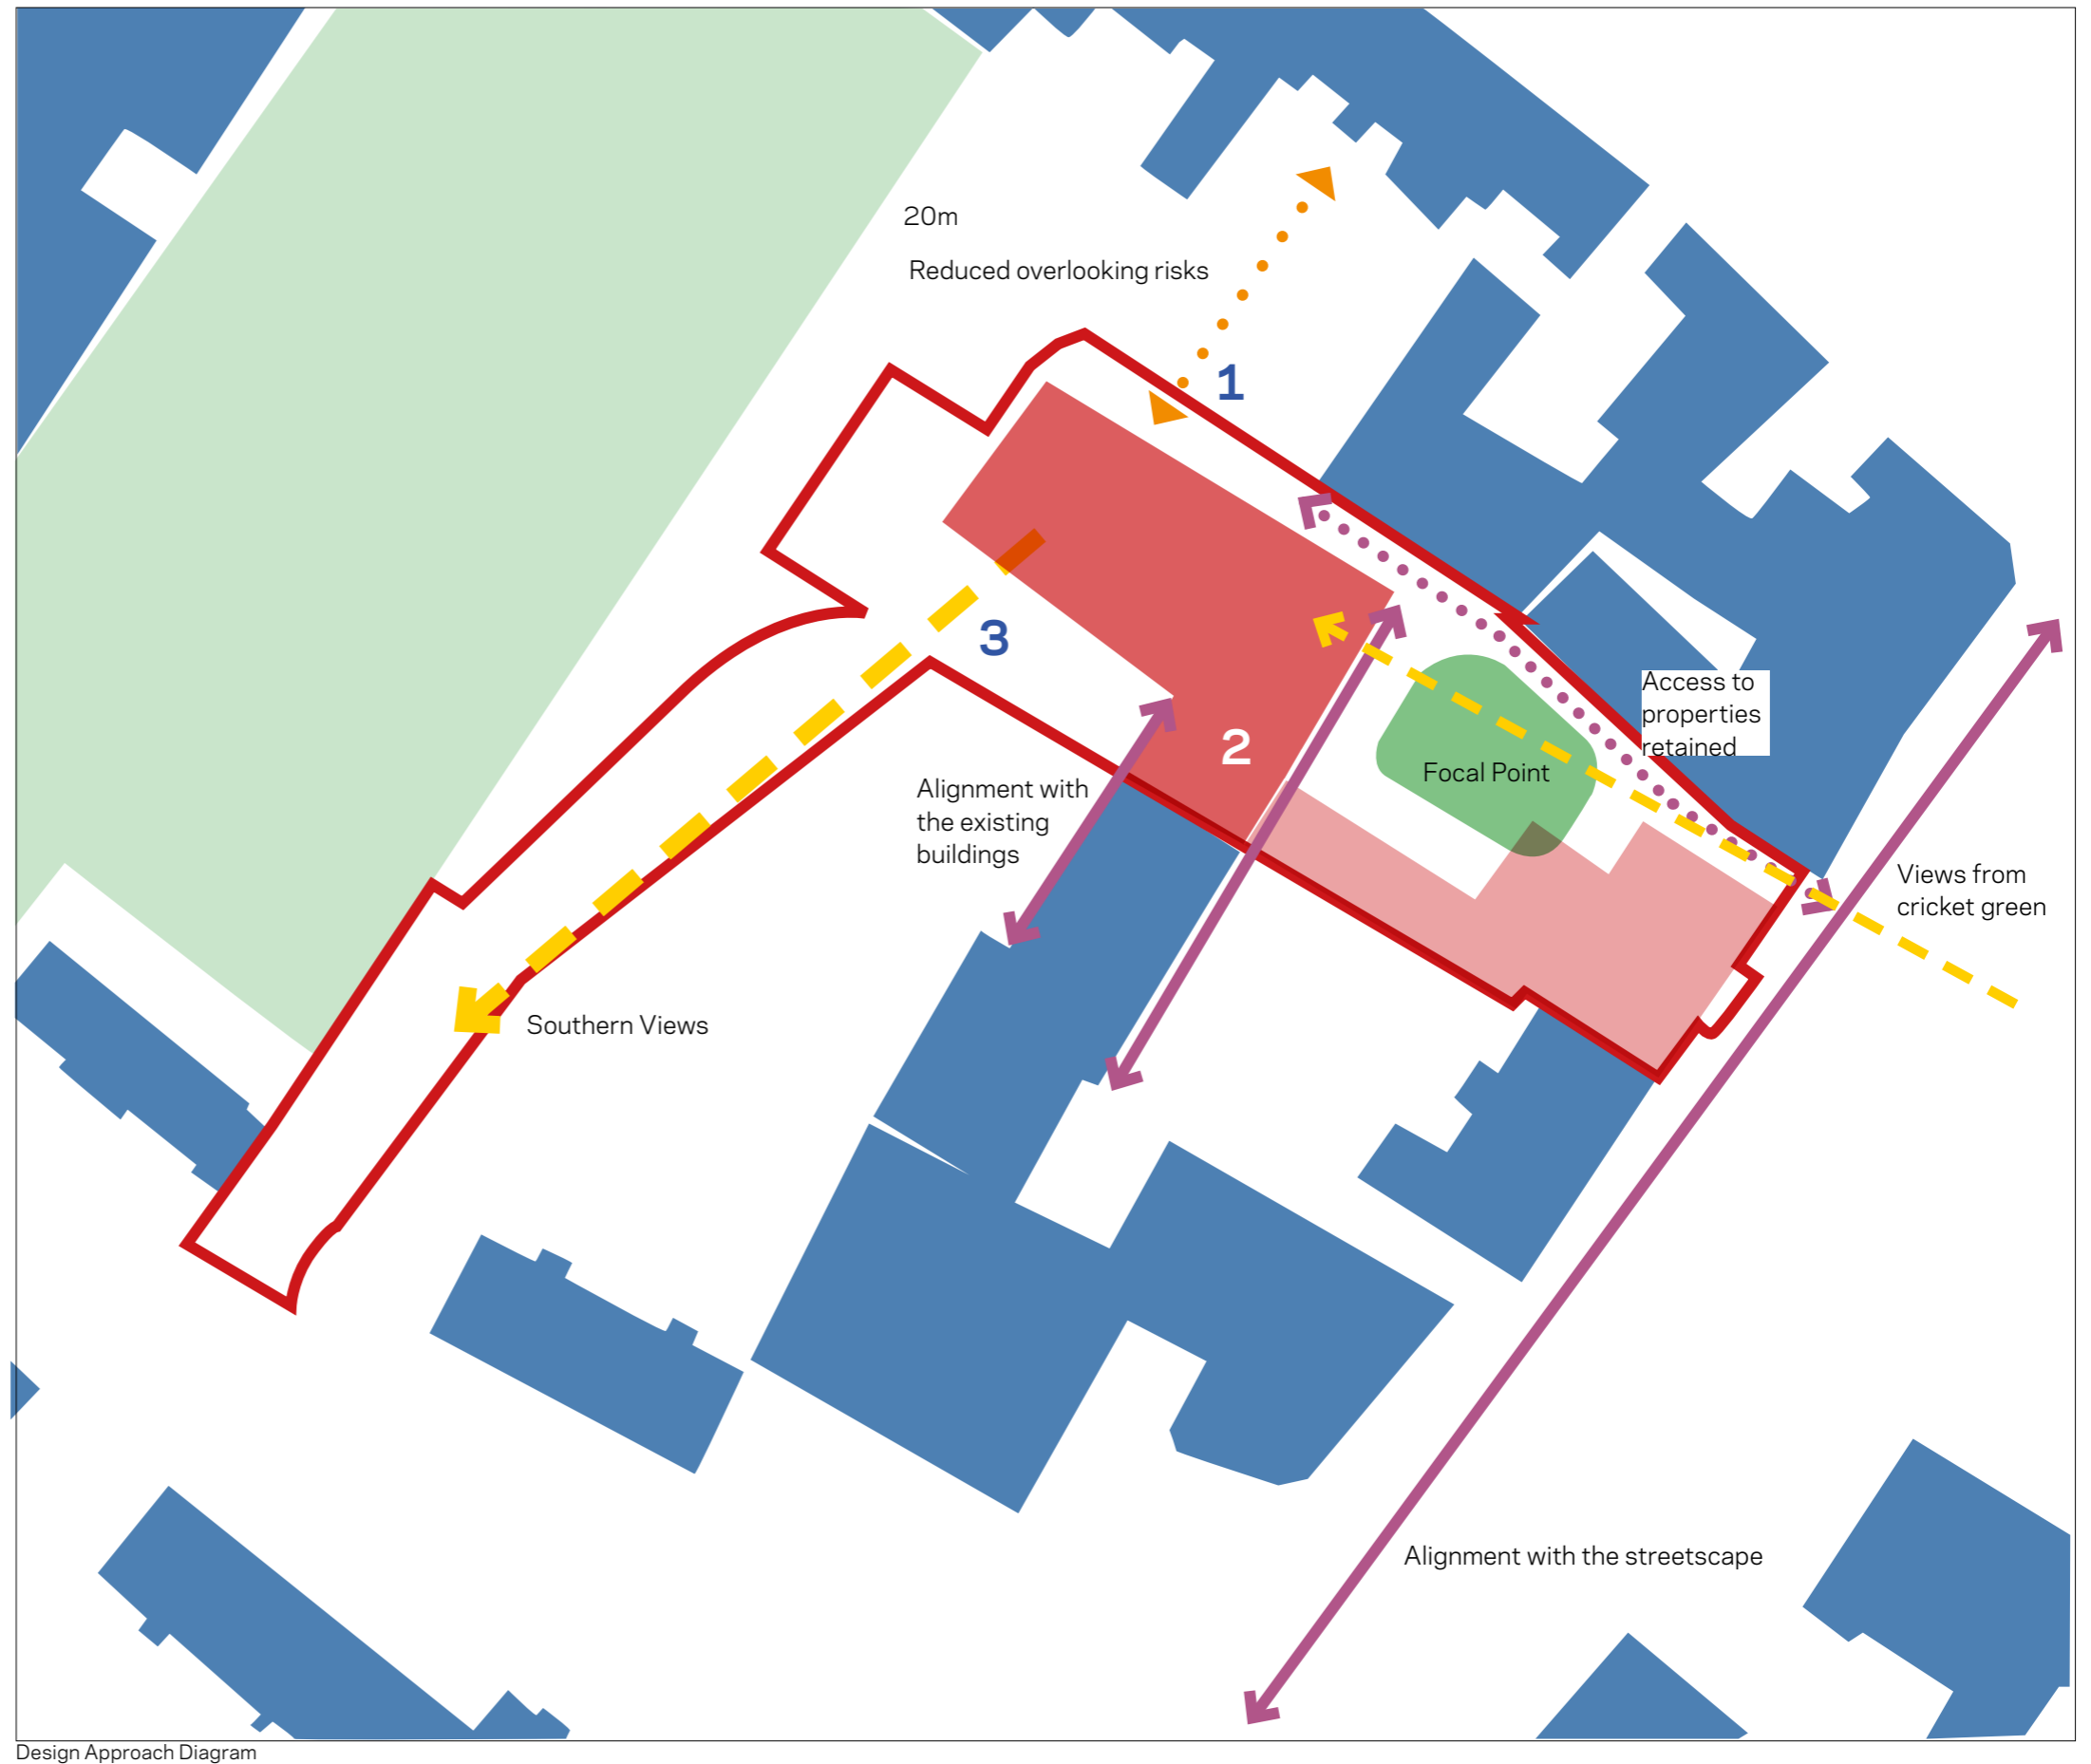 20m
Reduced overlooking risks
1
3
Access to
properties
retained
2
Focal Point
Alignment with
the existing
buildings
Views from
cricket green
Southern Views
Alignment with the streetscape
Design Approach Diagram